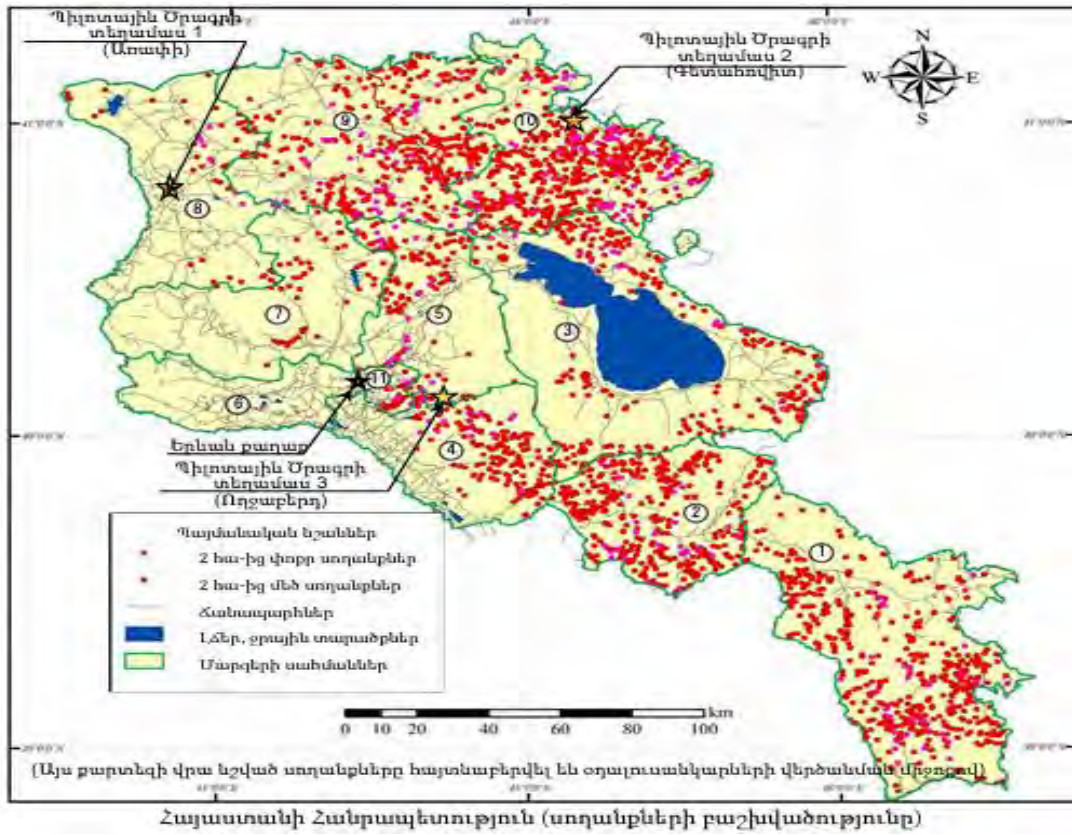 Պիլոտային Ծրագրի
տեղամաս 1
(Առափի)
Պիլոտային Ծրագրի
տեղամաս 2
(Գետահովիտ)
N
W E
S
9
10
8
7
5
3
11
6
4
2
1
Երևան քաղաք
Պիլոտային Ծրագրի
տեղամաս 3
(Ողջաբերդ)
Պայմանական նշաններ
2 հա-ից փոքր սողանքներ
2 հա-ից մեծ սողանքներ
Ճանապարհներ
Լճեր, ջրային տարածքներ
Մարզերի սահմաններ
km
0 10 20 40 60 80 100
(Այս քարտեզի վրա նշված սողանքները հայտնաբերվել են օդալուսանկարների վերծանման միջոցով)
Հայաստանի Հանրապետություն (սողանքների բաշխվածությունը)